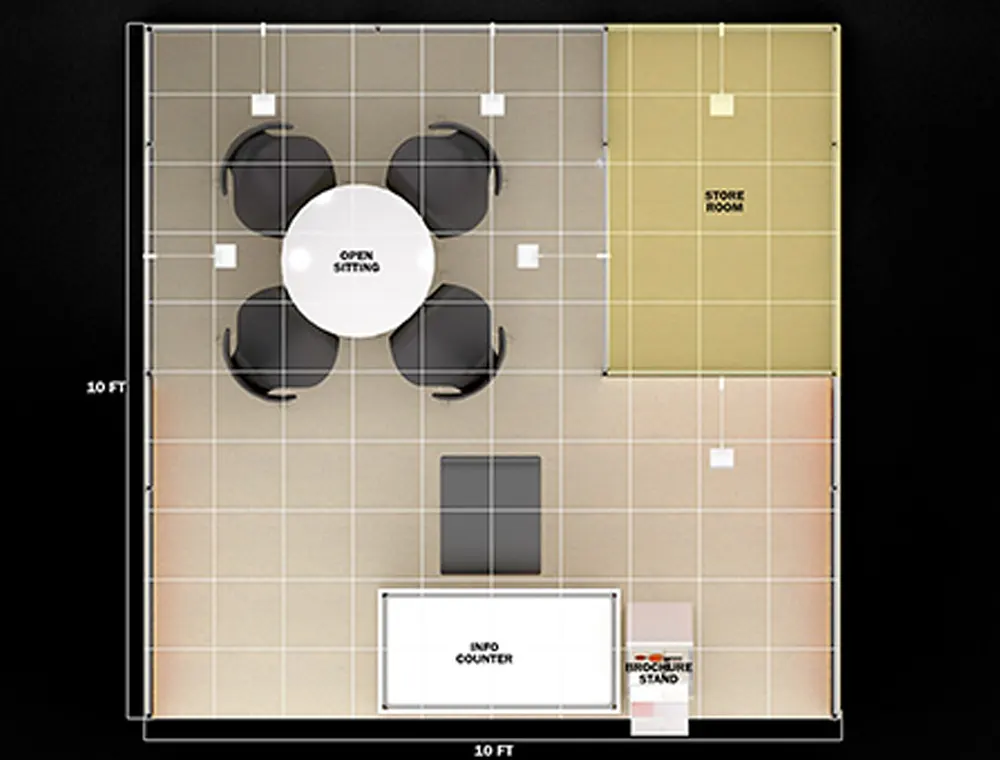 STORE
ROOM
OPEN
SITTING
10 FT
INFO
COUNTER
BROCHURE
STAND
10 FT